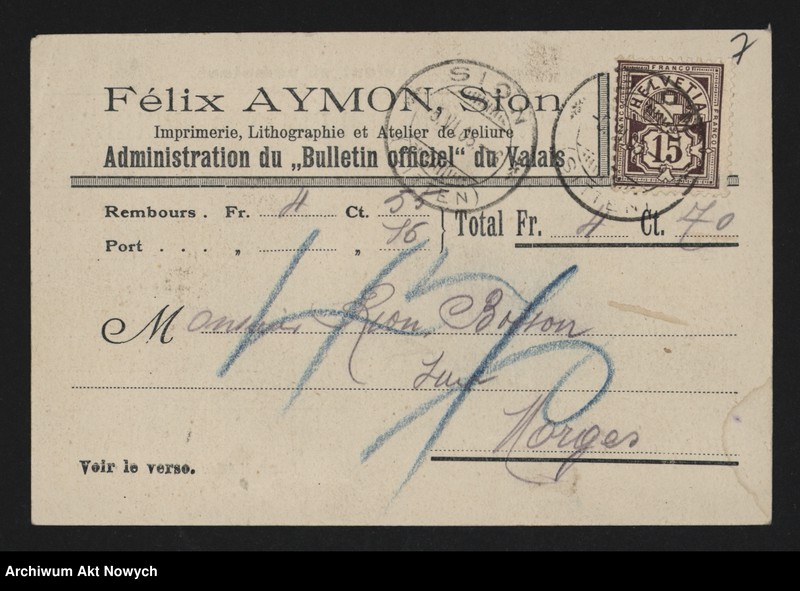 7
FRANCO
HELVETIA
15
SION
Félix AYMON, Sion
Imprimerie, Lithographie et Atelier de reliure
Administration du „Bulletin officiel“ du Valais
Rembours . Fr. 4 Ct. 55
Port . . . „ „ 15
Total Fr. 4 Ct. 70
Monsieur
Morges
Voir le verso.
Archiwum Akt Nowych